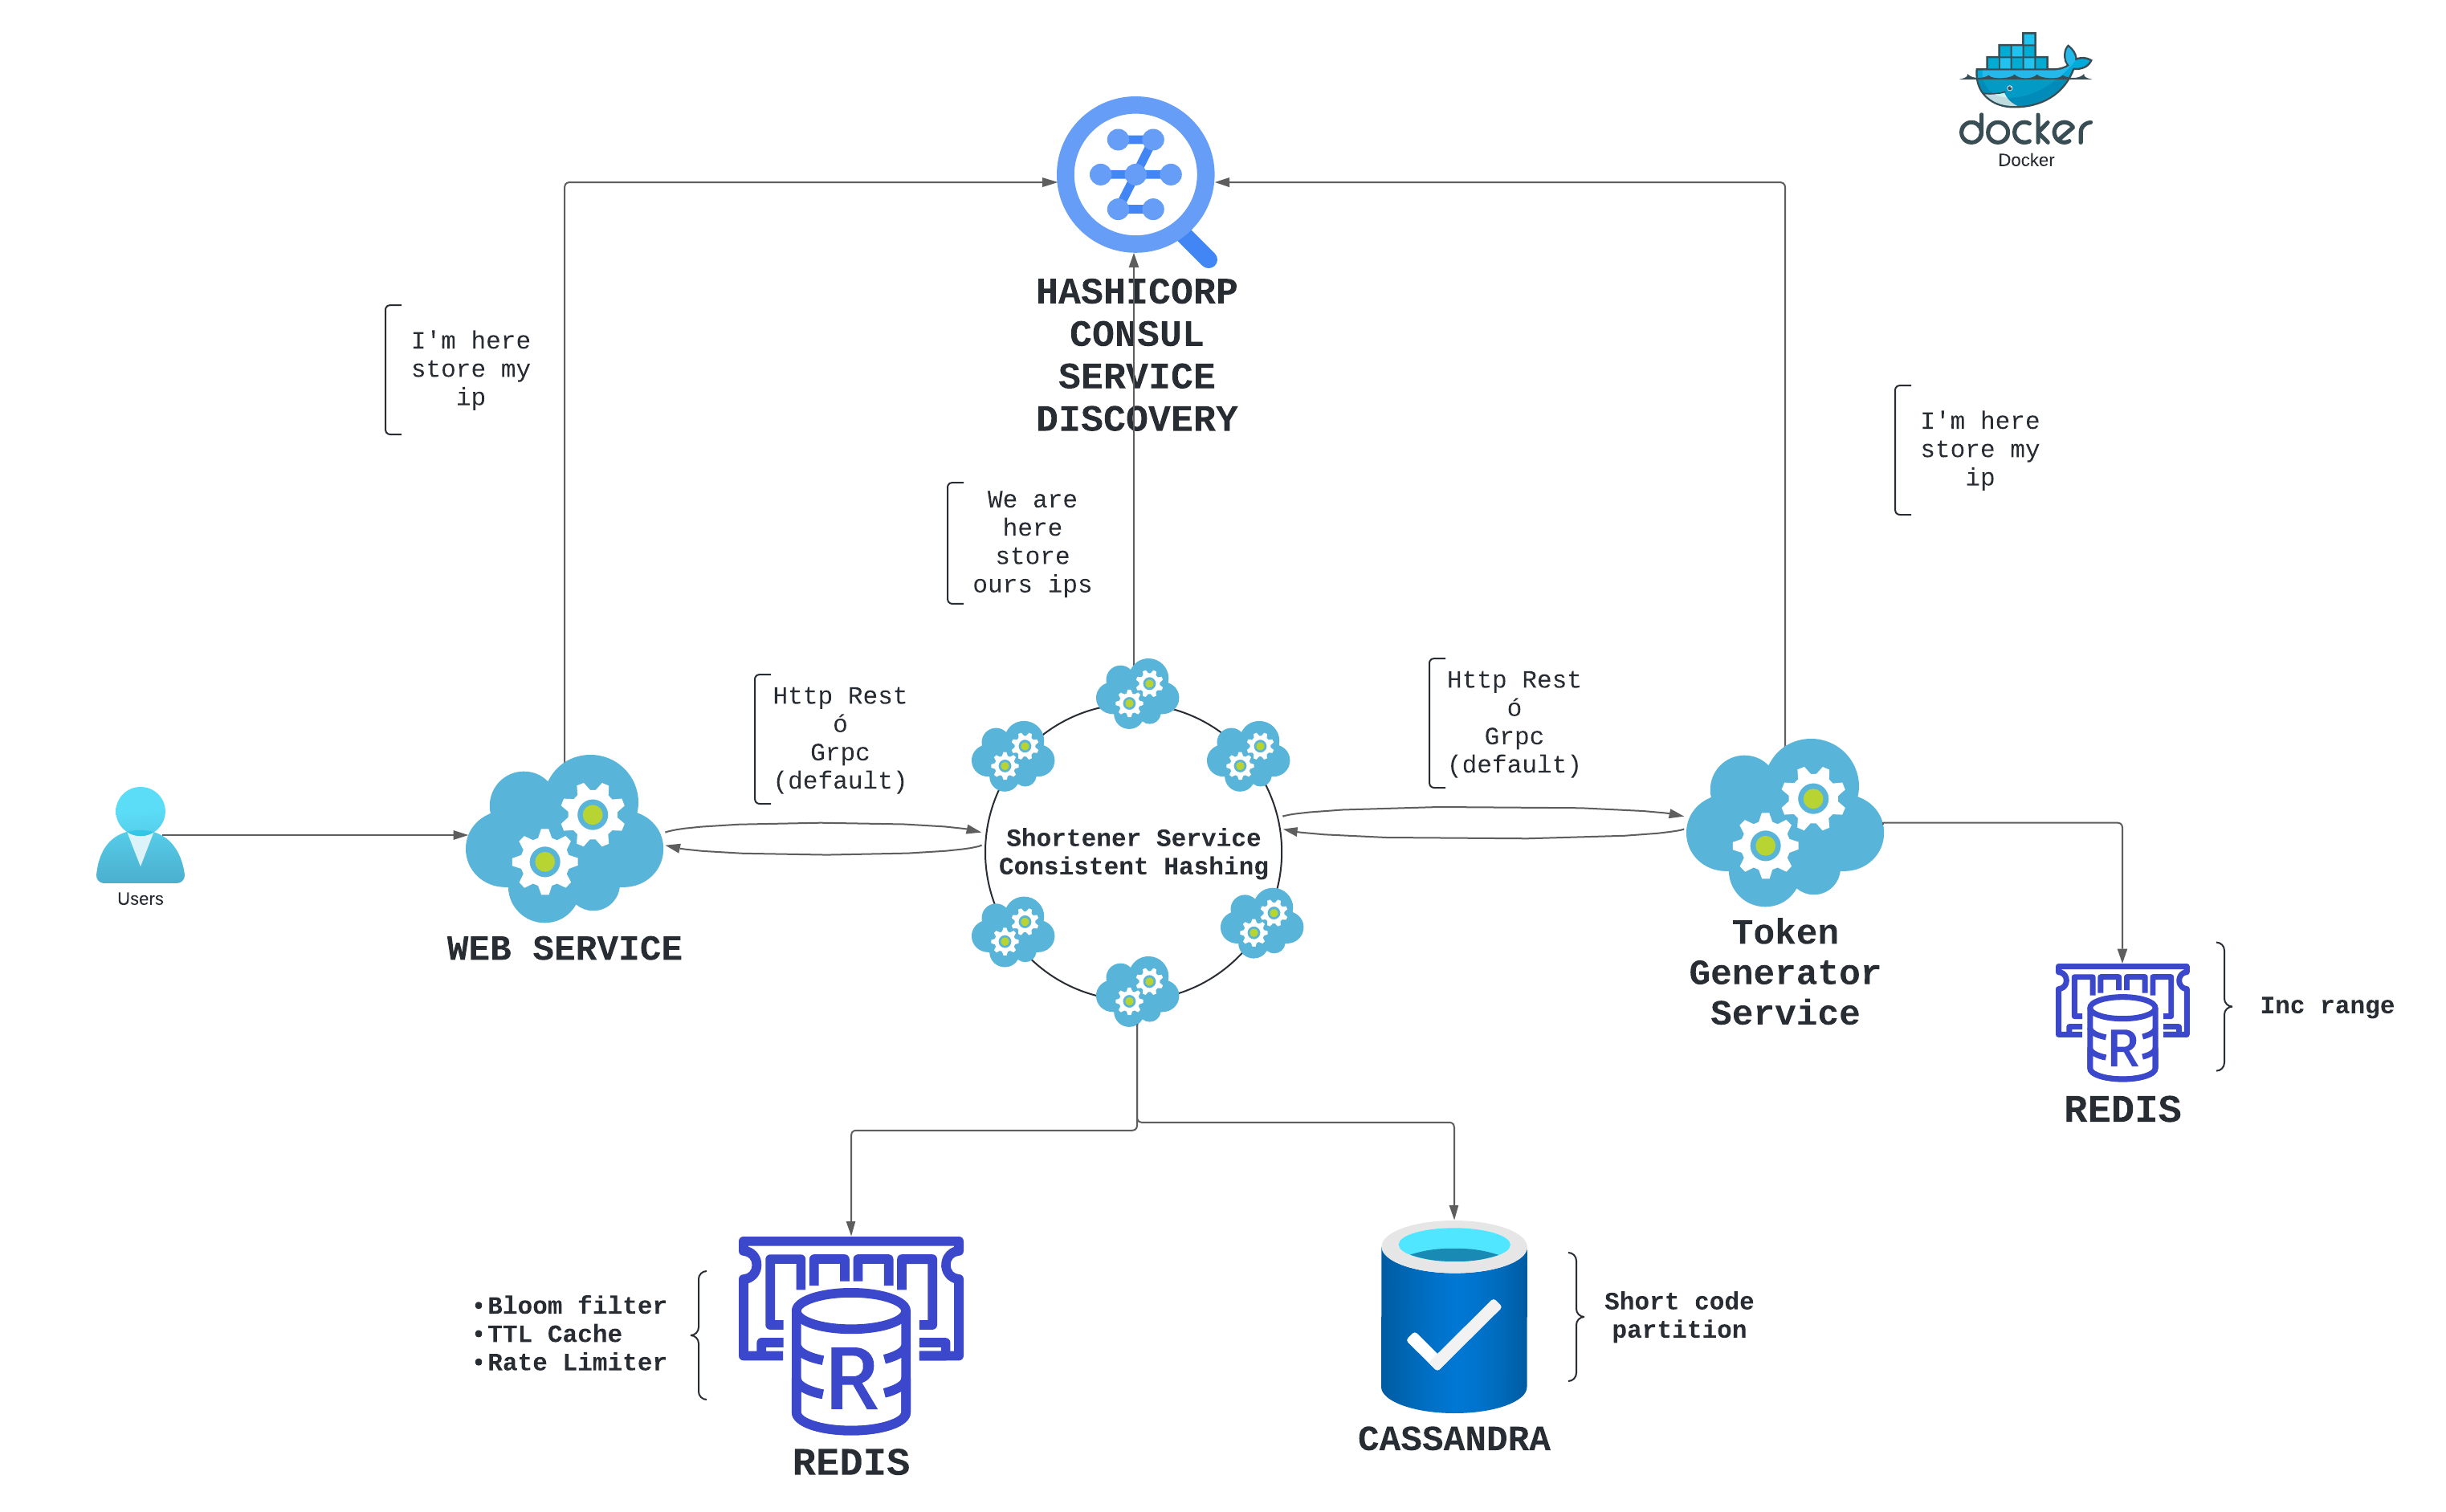 docker
Docker
HASHICORP
CONSUL
SERVICE
DISCOVERY
I'm here
store my
ip
I'm here
store my
ip
We are
here
store
ours ips
Http Rest
ó
Grpc
(default)
Http Rest
ó
Grpc
(default)
Shortener Service
Consistent Hashing
Users
WEB SERVICE
Token
Generator
Service
R
Inc range
REDIS
• Bloom filter
• TTL Cache
• Rate Limiter
R
REDIS
Short code
partition
CASSANDRA